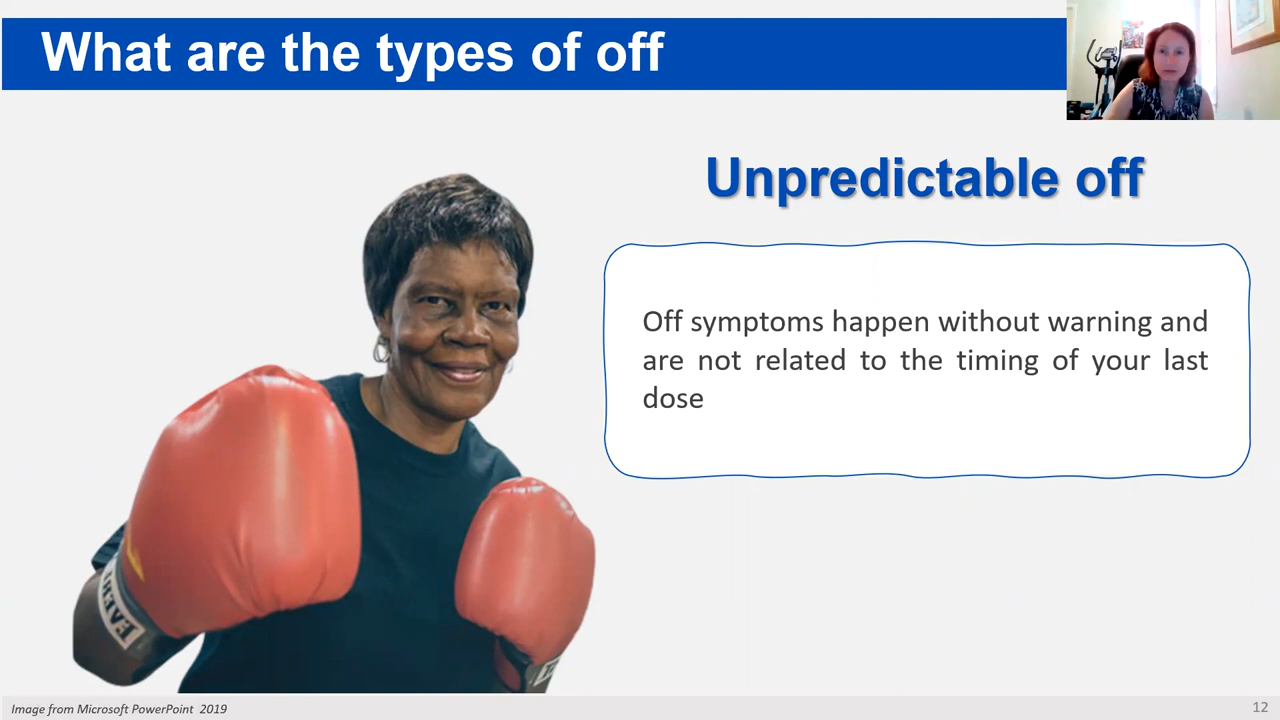 What are the types of off
Unpredictable off
Off symptoms happen without warning and
are not related to the timing of your last
dose
Image from Microsoft PowerPoint 2019
12